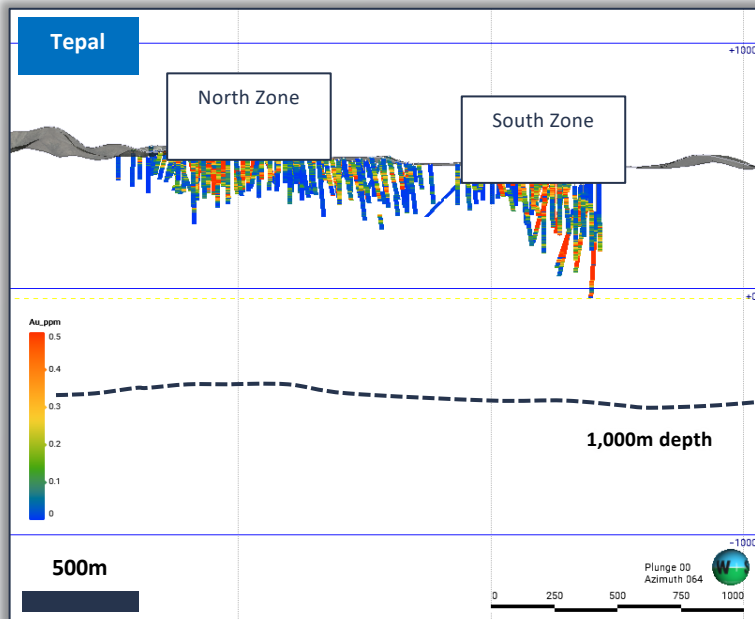 Tepal
+1000
North Zone
South Zone
+0
Au_ppm
0.5
0.4
0.3
0.2
0.1
0
1,000m depth
-1000
500m
Plunge 00
Azimuth 064
W S
0 250 500 750 1000